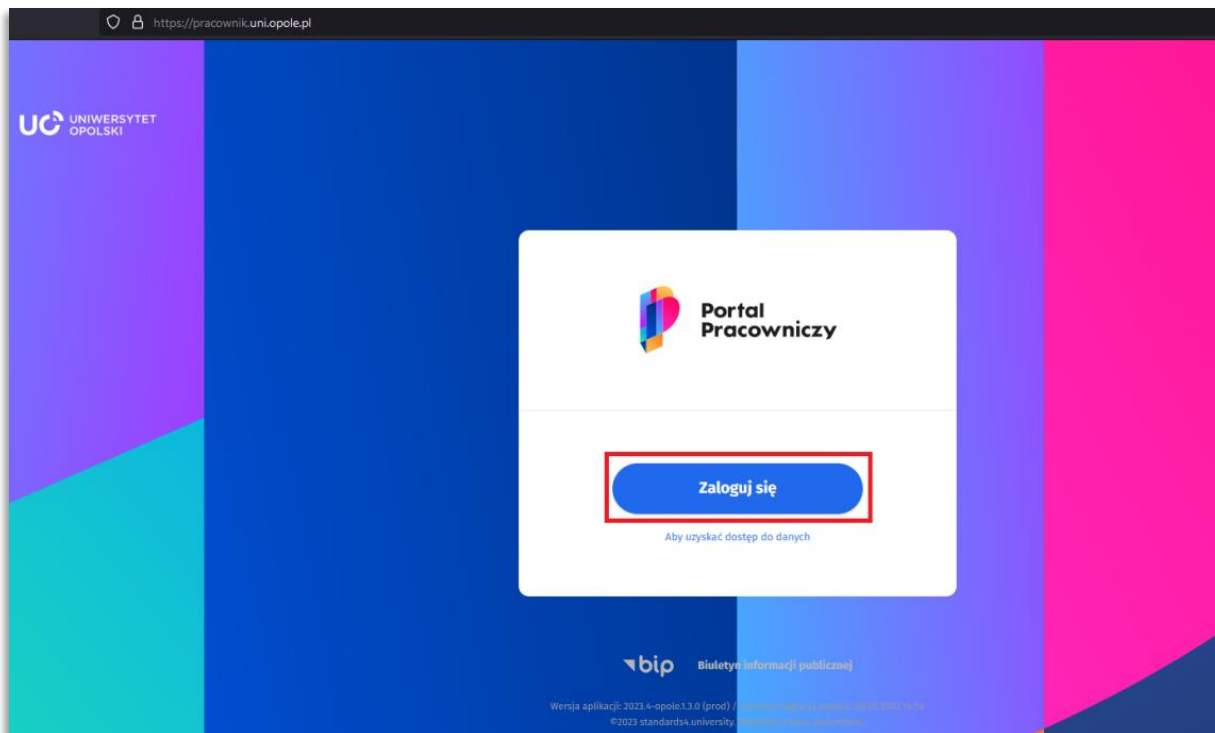 https://pracownik.uni.opole.pl
UO UNIWERSYTET
OPOLSKI
Portal
Pracowniczy
Zaloguj się
Aby uzyskać dostęp do danych
bip Biuletyn informacji publicznej
Wersja aplikacji: 2023.4-opole.1.3.0 (prod) /
©2023 standards4.university.